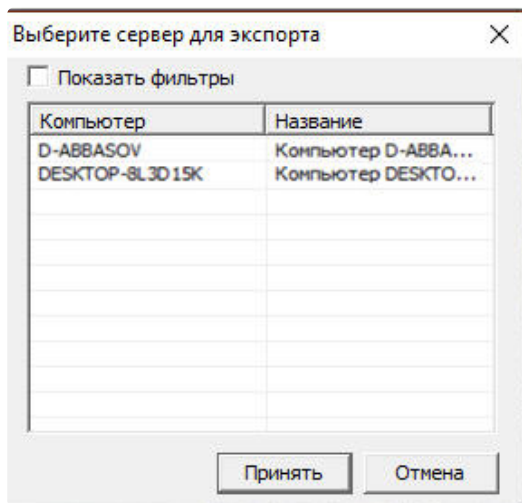 Выберите сервер для экспорта
Показать фильтры
Компьютер Название
D-ABBASOV Компьютер D-ABBA...
DESKTOP-8L3D15K Компьютер DESKTO...
Принять Отмена